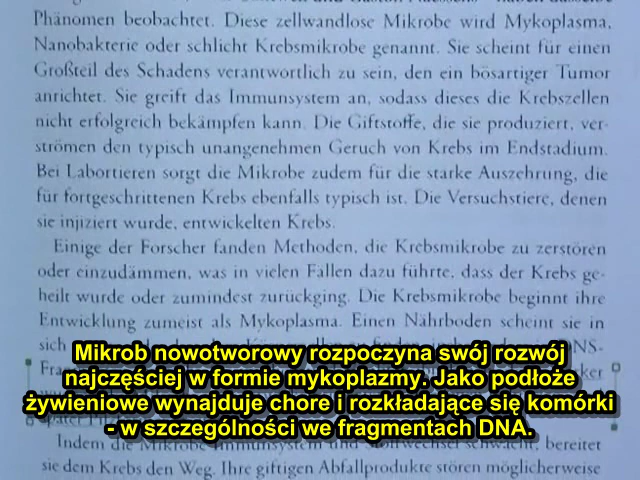 Phänomen beobachtet. Diese zellwandlose Mikrobe wird Mykoplasma,
Nanobakterie oder schlicht Krebsmikrobe genannt. Sie scheint für einen
Großteil des Schadens verantwortlich zu sein, den ein bösartiger Tumor
anrichtet. Sie greift das Immunsystem an, sodass dieses die Krebszellen
nicht erfolgreich bekämpfen kann. Die Giftstoffe, die sie produziert, ver-
strömen den typisch unangenehmen Geruch von Krebs im Endstadium.
Bei Labortieren sorgt die Mikrobe zudem für die starke Auszehrung, die
für fortgeschrittenen Krebs ebenfalls typisch ist. Die Versuchstiere, denen
sie injiziert wurde, entwickelten Krebs.
Einige der Forscher fanden Methoden, die Krebsmikrobe zu zerstören
oder einzudämmen, was in vielen Fällen dazu führte, dass der Krebs ge-
heilt wurde oder zumindest zurückging. Die Krebsmikrobe beginnt ihre
Entwicklung zumeist als Mykoplasma. Einen Nährboden scheint sie in
sich
Mikrob nowotworowy rozpoczyna swój rozwój
najczęściej w formie mykoplazmy. Jako podłoże
żywieniowe wynajduje chore i rozkładające się komórki
- w szczególności we fragmentach DNA.
Indem die Mikrobe Immunsystem und Stoffwechsel schwächt, bereitet
sie dem Krebs den Weg. Ihre giftigen Abfallprodukte stören möglicherweise